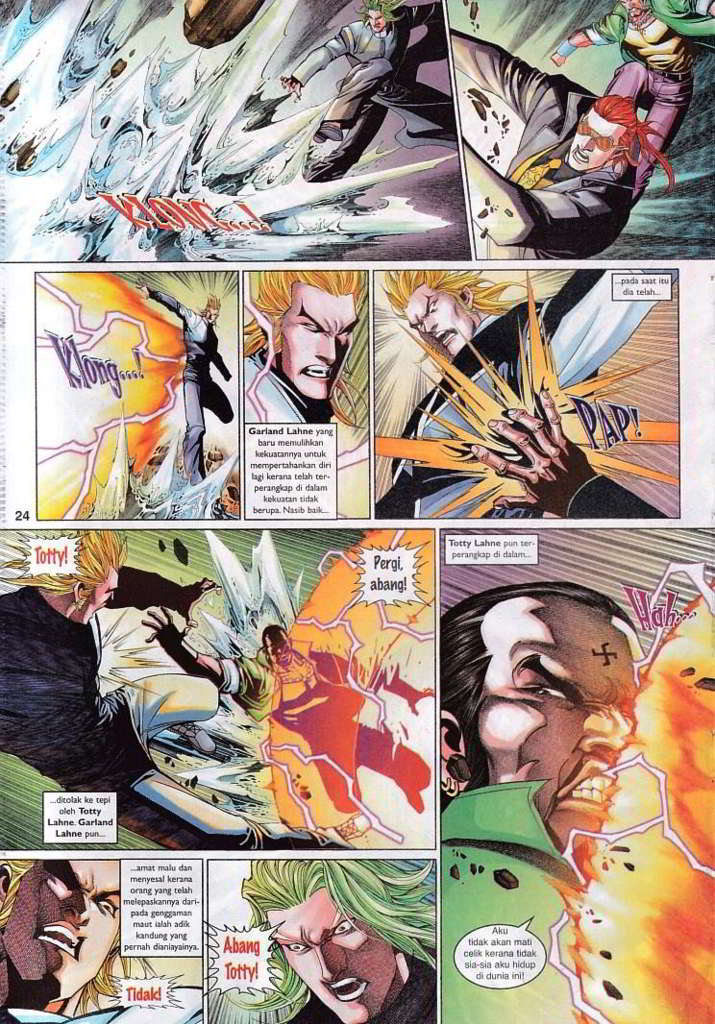 KLONG....!
...pada saat itu
dia telah...
Klong....!
Garland Lahne yang
baru memulihkan
kekuatannya dan tidak
mempertahankan diri
lagi kerana telah ter-
perangkap di dalam
kekuatan tidak
berupa. Nasib baik...
PAP!
24
Totty!
Pergi,
abang!
...ditolak ke tepi
oleh Totty
Lahne. Garland
Lahne pun...
Totty Lahne pun ter-
perangkap di dalam...
Hah...
...amat malu dan
menyesal kerana
orang yang telah
melepaskannya dari-
pada genggaman
maut ialah adik
kandung yang
pernah dianiayainya.
Tidak!
Abang
Totty!
Aku
tidak akan mati
celik kerana tidak
sia-sia aku hidup
di dunia ini!